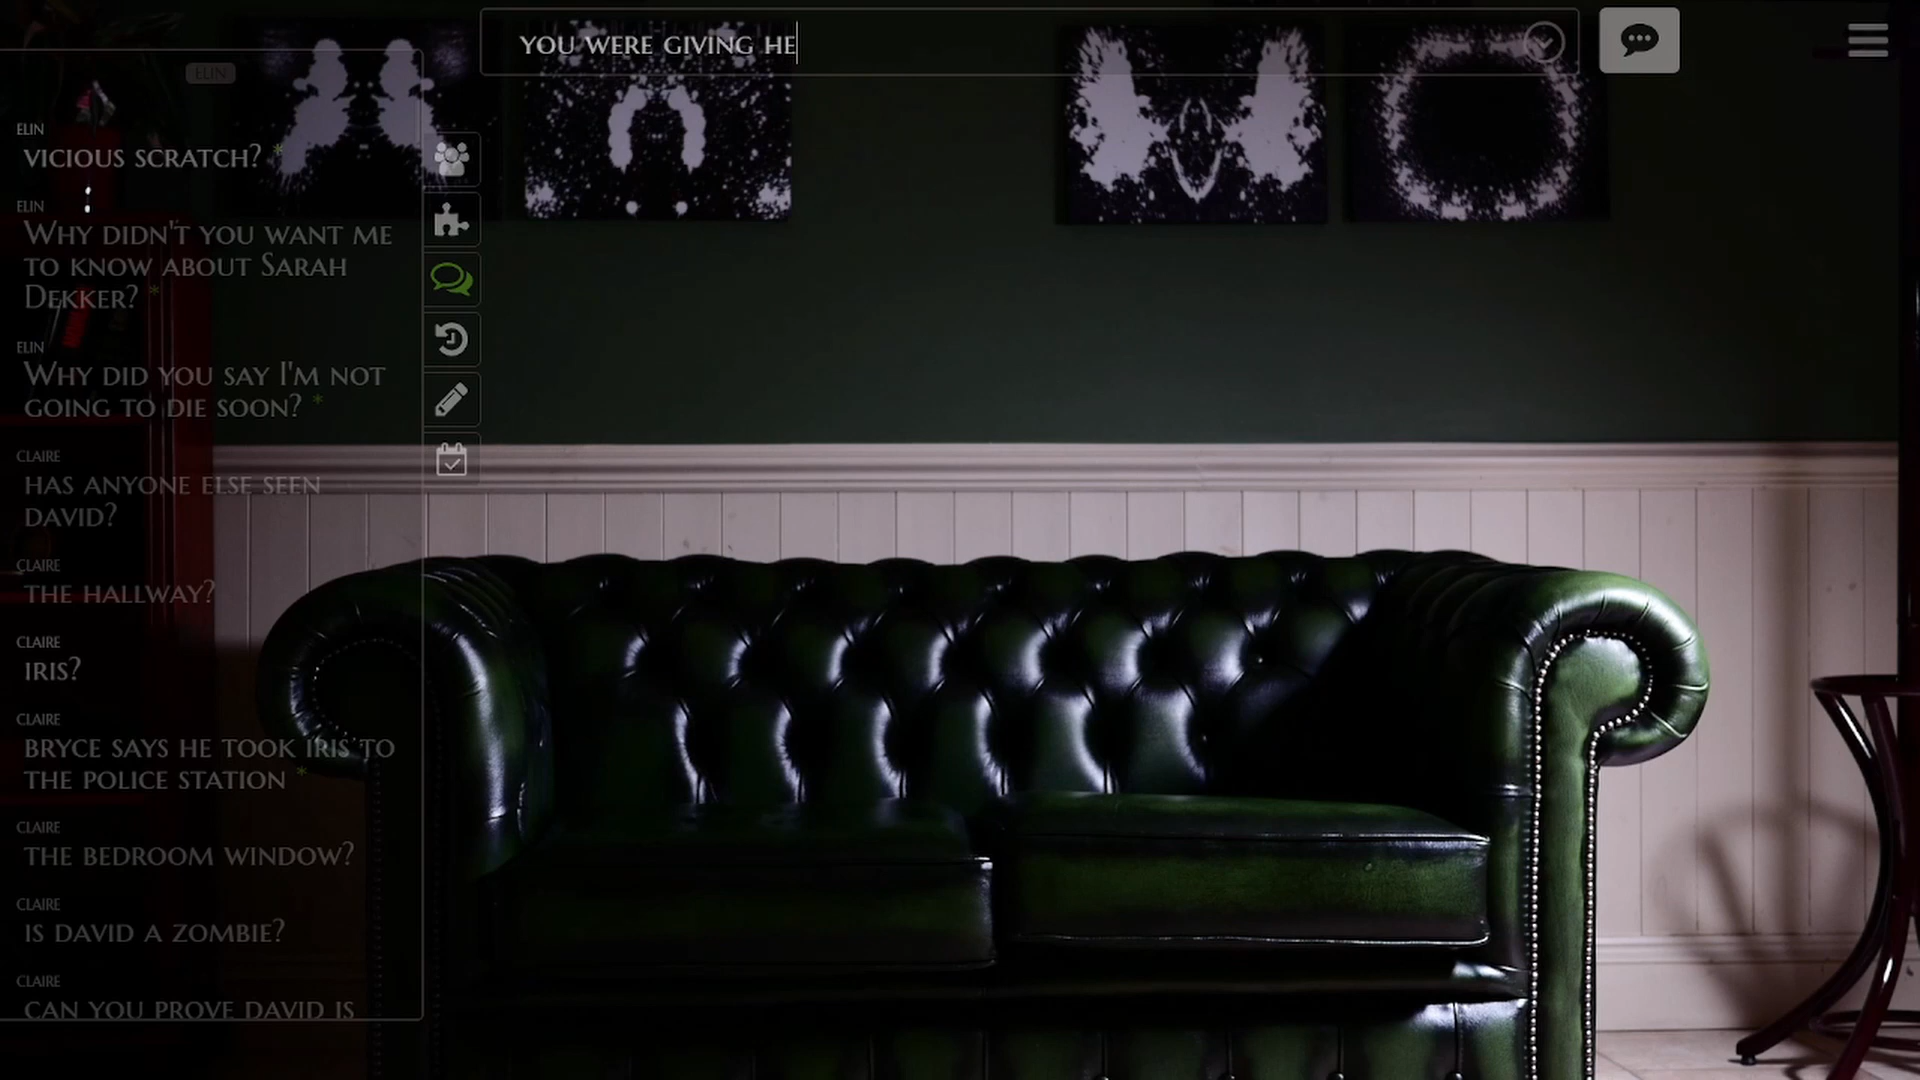 YOU WERE GIVING HE
ELIN
ELIN
VICIOUS SCRATCH? *
ELIN
WHY DIDN'T YOU WANT ME
TO KNOW ABOUT SARAH
DEKKER? *
ELIN
WHY DID YOU SAY I'M NOT
GOING TO DIE SOON? *
CLAIRE
HAS ANYONE ELSE SEEN
DAVID?
CLAIRE
THE HALLWAY?
CLAIRE
IRIS?
CLAIRE
BRYCE SAYS HE TOOK IRIS TO
THE POLICE STATION *
CLAIRE
THE BEDROOM WINDOW?
CLAIRE
IS DAVID A ZOMBIE?
CLAIRE
CAN YOU PROVE DAVID IS